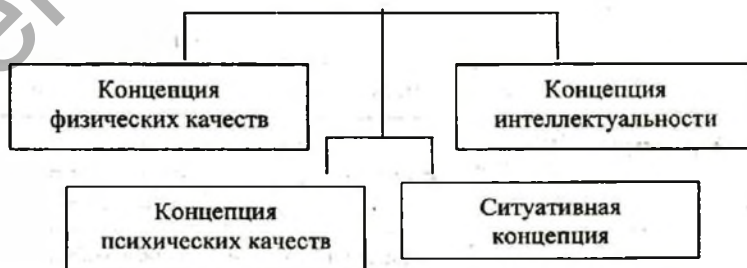 Концепция
физических качеств
Концепция
интеллектуальности
Концепция
психических качеств
Ситуативная
концепция